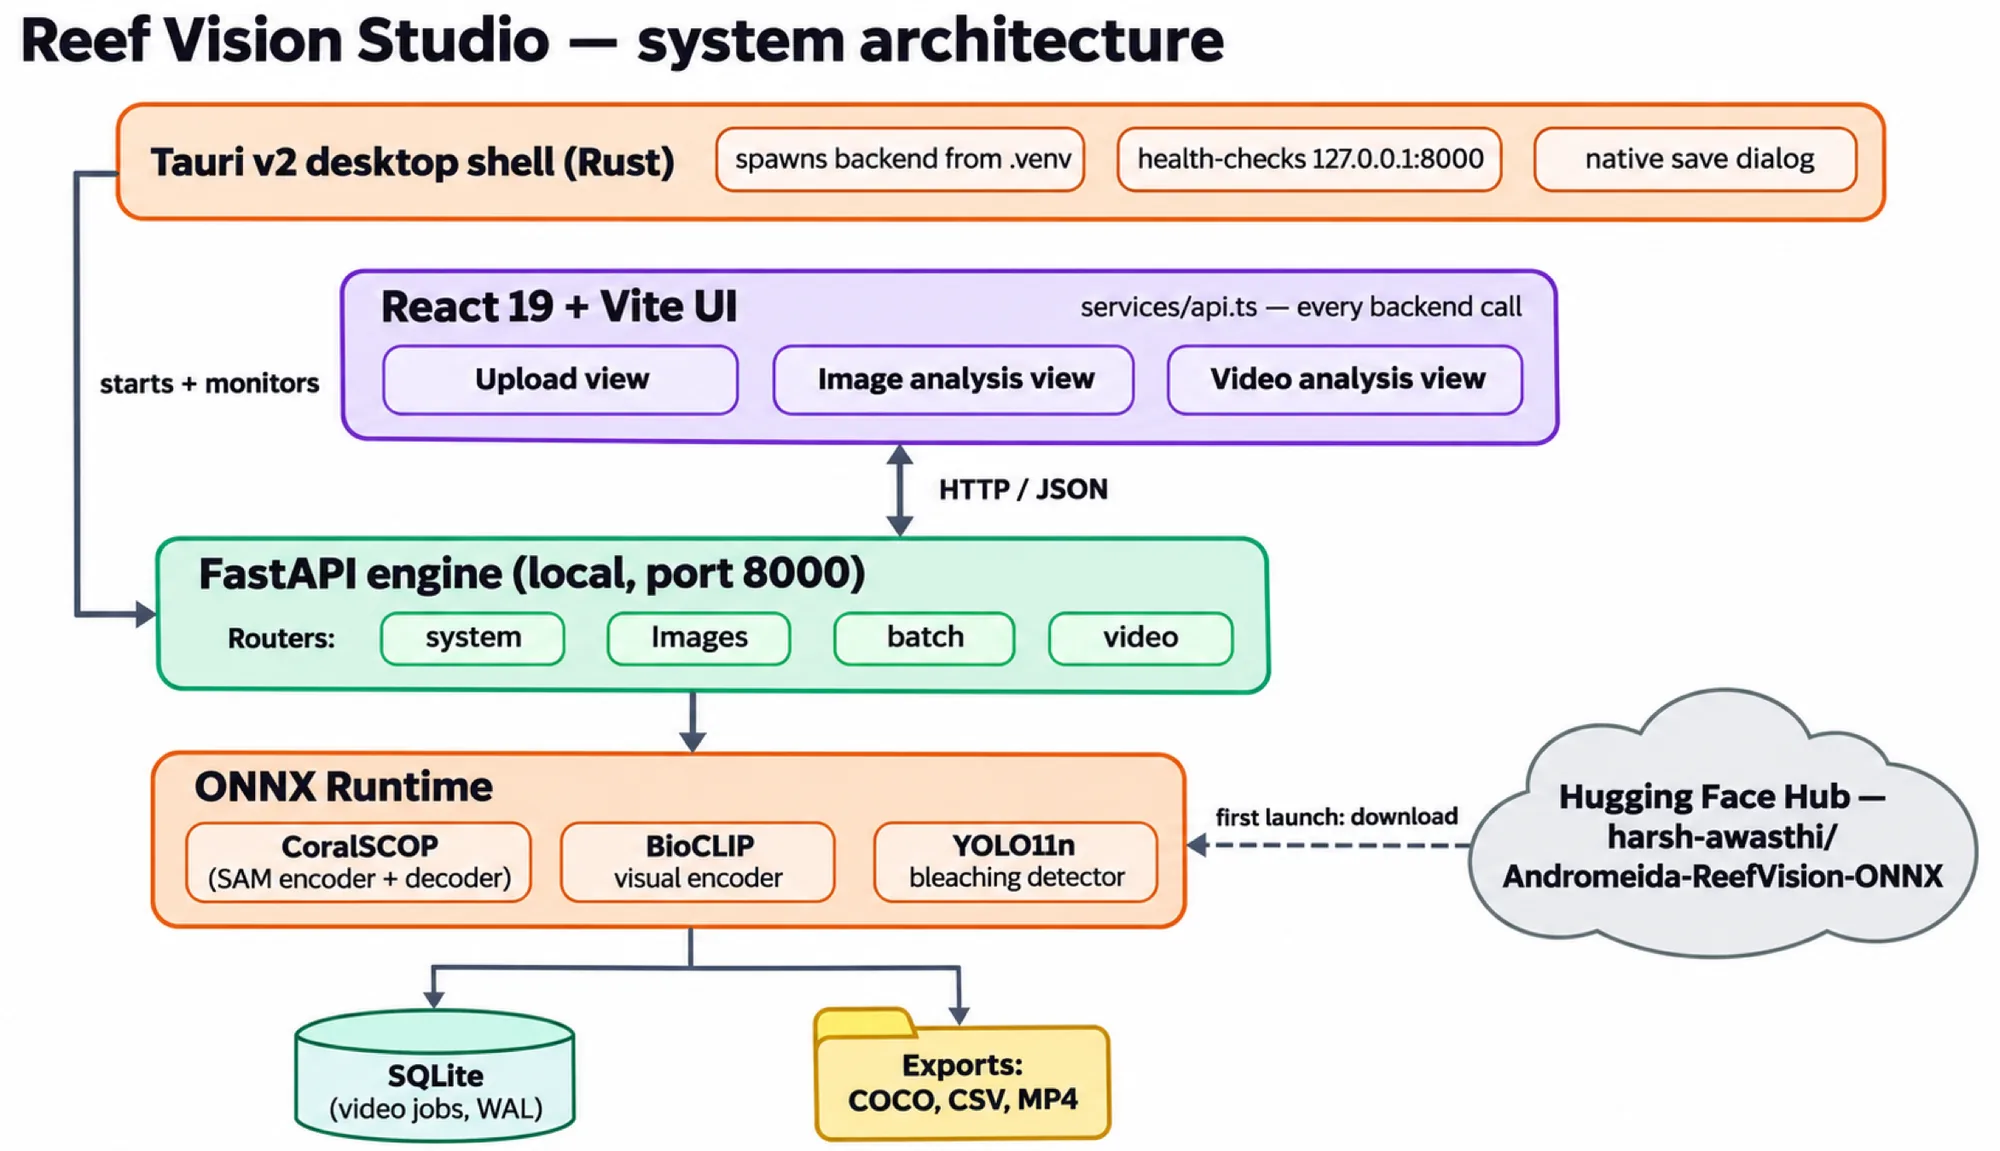 Reef Vision Studio — system architecture
Tauri v2 desktop shell (Rust)
spawns backend from .venv
health-checks 127.0.0.1:8000
native save dialog
React 19 + Vite UI
services/api.ts — every backend call
Upload view
Image analysis view
Video analysis view
starts + monitors
HTTP / JSON
FastAPI engine (local, port 8000)
Routers:
system
Images
batch
video
ONNX Runtime
CoralSCOP
(SAM encoder + decoder)
BioCLIP
visual encoder
YOLO11n
bleaching detector
first launch: download
Hugging Face Hub —
harsh-awasthi/
Andromeida-ReefVision-ONNX
SQLite
(video jobs, WAL)
Exports:
COCO, CSV, MP4